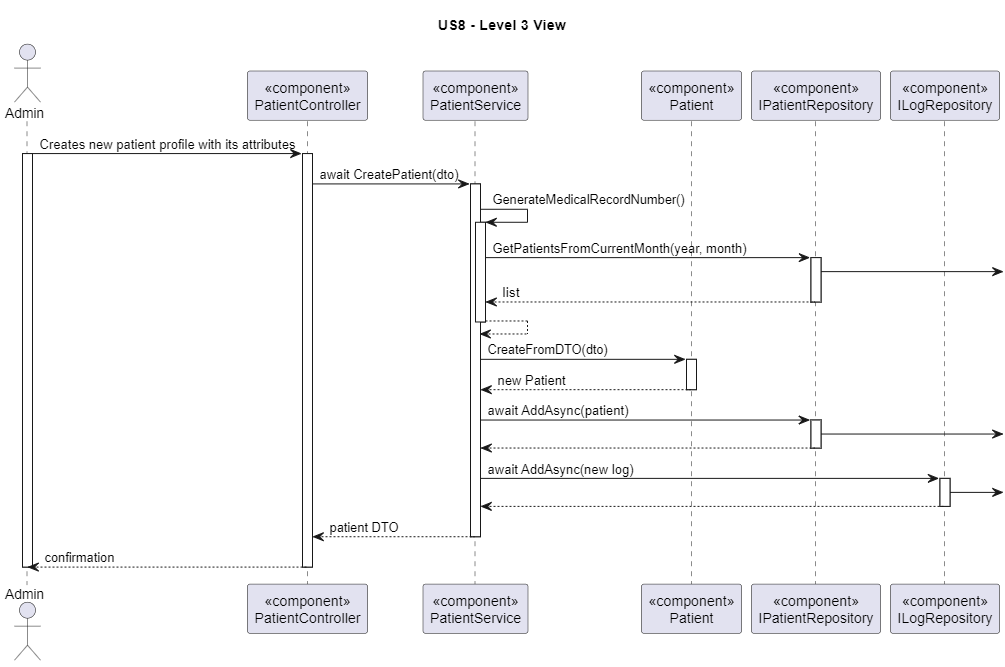 US8 - Level 3 View
Admin
«component»
PatientController
«component»
PatientService
«component»
Patient
«component»
IPatientRepository
«component»
ILogRepository
Creates new patient profile with its attributes
await CreatePatient(dto)
GenerateMedicalRecordNumber()
GetPatientsFromCurrentMonth(year, month)
list
CreateFromDTO(dto)
new Patient
await AddAsync(patient)
await AddAsync(new log)
patient DTO
confirmation
Admin
«component»
PatientController
«component»
PatientService
«component»
Patient
«component»
IPatientRepository
«component»
ILogRepository